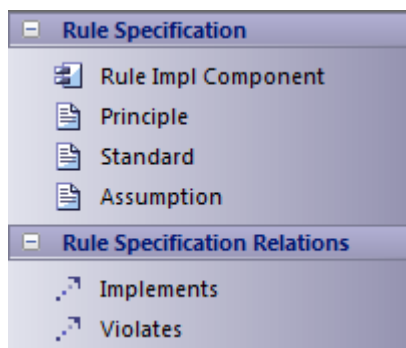 Rule Specification
Rule Impl Component
Principle
Standard
Assumption
Rule Specification Relations
Implements
Violates